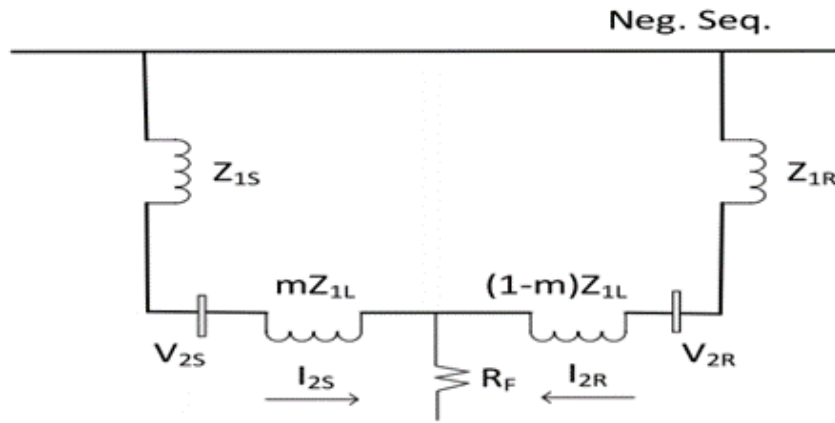 Neg. Seq.
Z1S
Z1R
mZ1L
(1-m)Z1L
V2S
V2R
I2S
RF
I2R